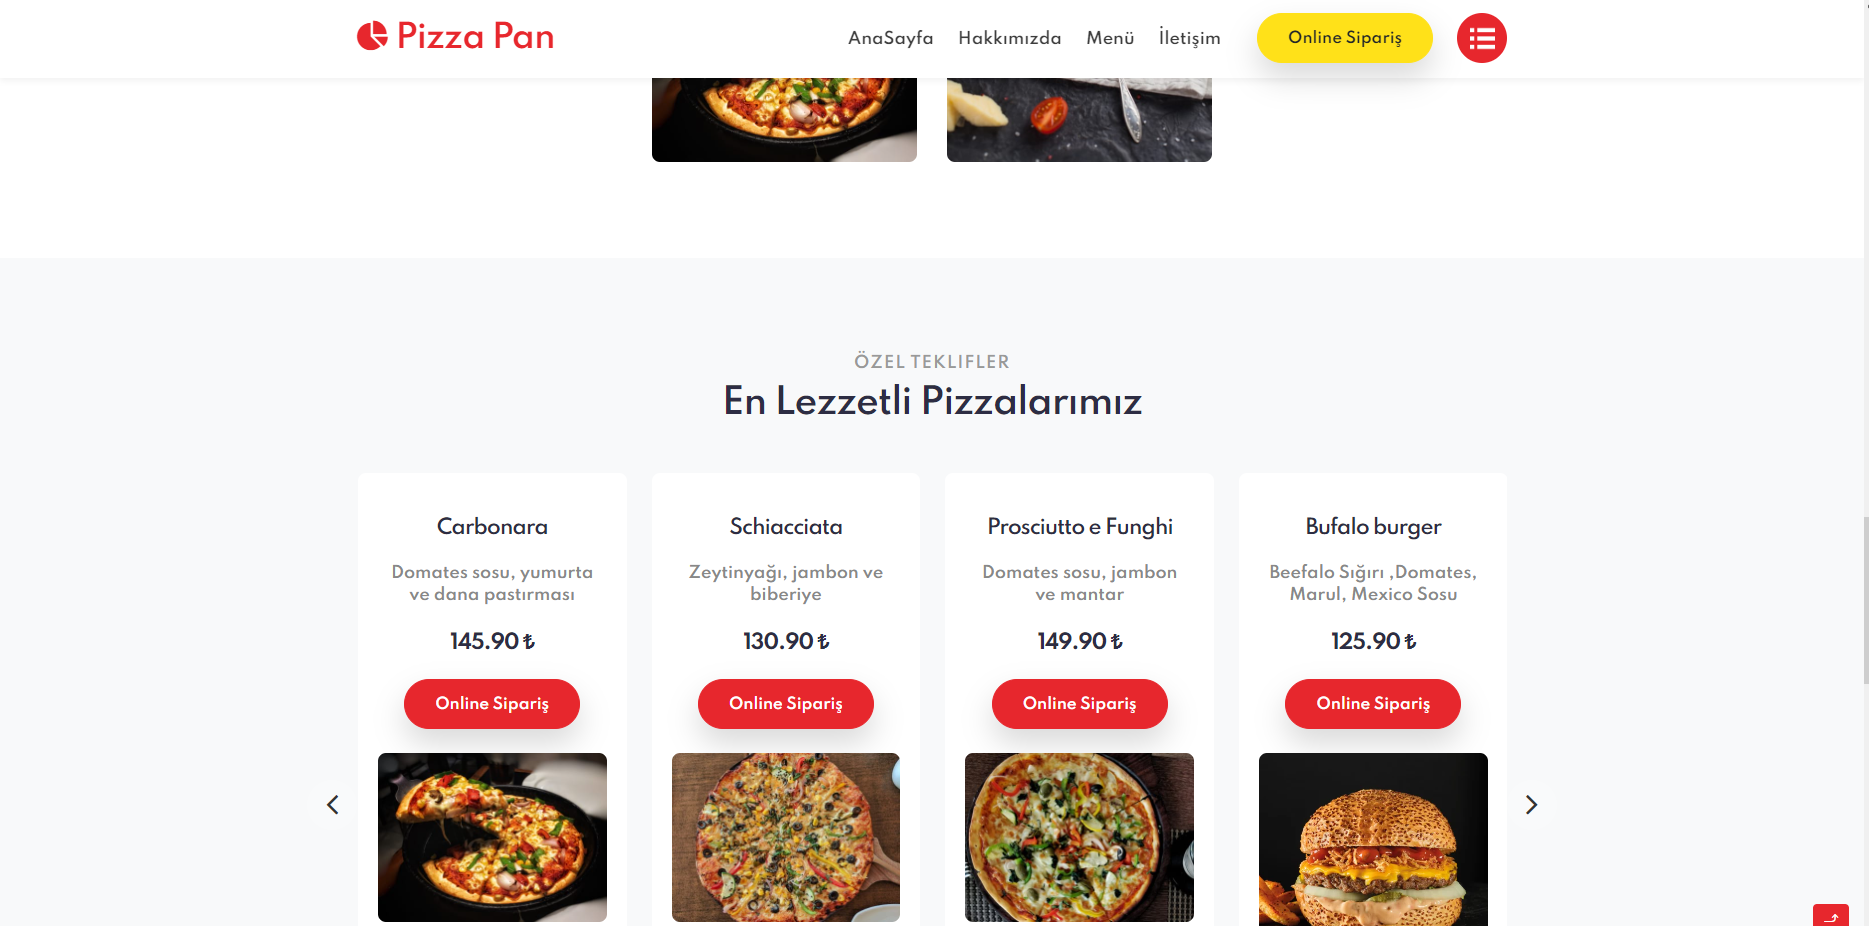 Pizza Pan
AnaSayfa
Hakkımızda
Menü
İletişim
Online Sipariş
ÖZEL TEKLIFLER
En Lezzetli Pizzalarımız
Carbonara
Domates sosu, yumurta
ve dana pastırması
145.90 ₺
Online Sipariş
Schiacciata
Zeytinyağı, jambon ve
biberiye
130.90 ₺
Online Sipariş
Prosciutto e Funghi
Domates sosu, jambon
ve mantar
149.90 ₺
Online Sipariş
Bufalo burger
Beefalo Sığırı ,Domates,
Marul, Mexico Sosu
125.90 ₺
Online Sipariş